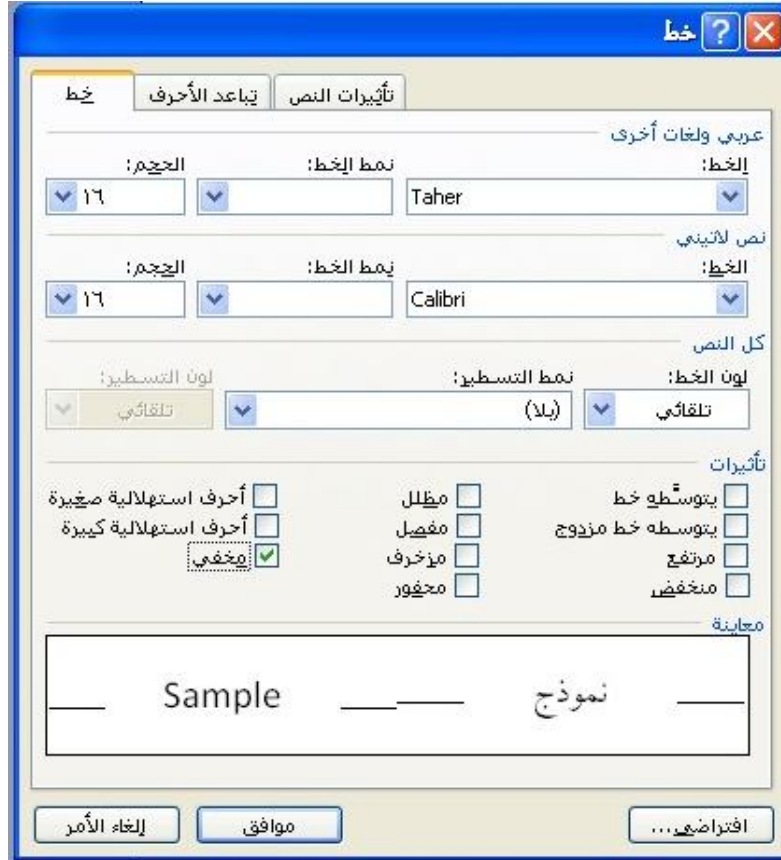 خط
خط تباعد الأحرف تأثيرات النص
عربي ولغات أخرى
الخط: نمط الخط: الحجم:
Taher ١٦
نص لاتيني
الخط: نمط الخط: الحجم:
Calibri ١٦
كل النص
لون الخط: نمط التسطير: لون التسطير:
تلقائي (بلا) تلقائي
تأثيرات
يتوسطه خط مظلل أحرف استهلالية صغيرة
يتوسطه خط مزدوج مفصل أحرف استهلالية كبيرة
مرتفع مزخرف مخفي
منخفض محفور
معاينة
نموذج Sample
افتراضي... موافق إلغاء الأمر